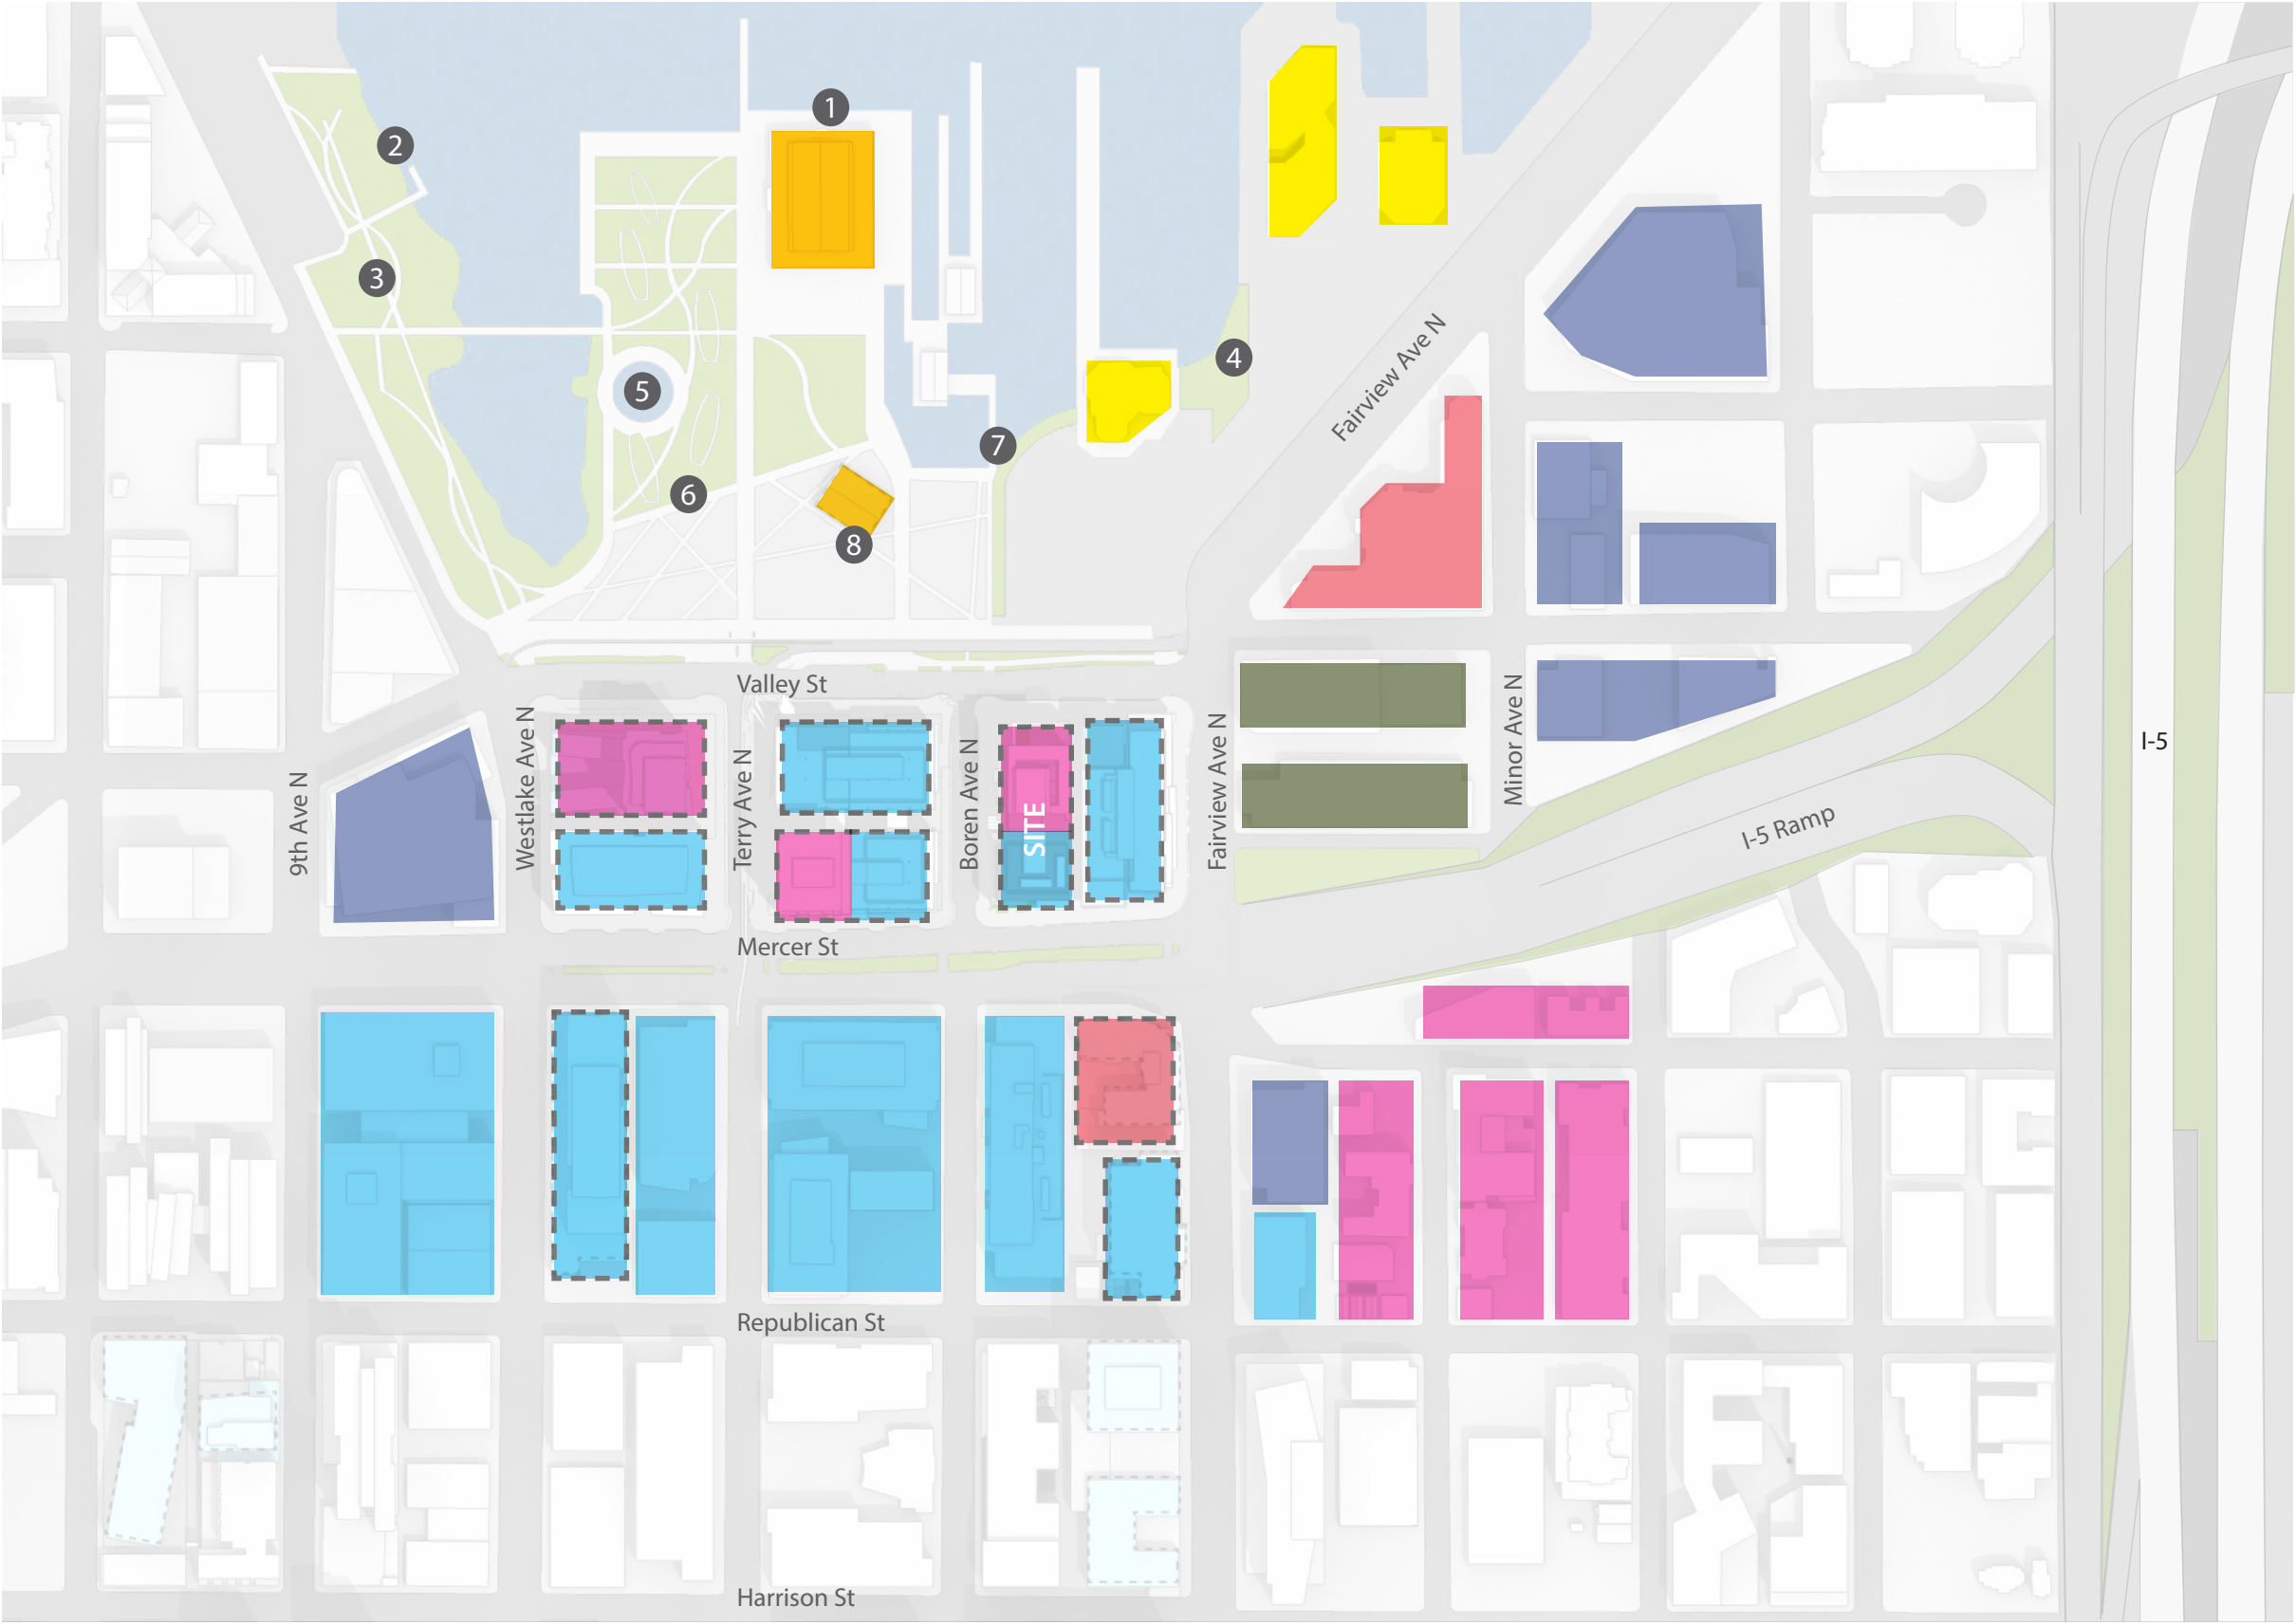 1
2
3
4
5
6
7
8
Fairview Ave N
Valley St
9th Ave N
Westlake Ave N
Terry Ave N
Boren Ave N
SITE
Fairview Ave N
Minor Ave N
I-5
I-5 Ramp
Mercer St
Republican St
Harrison St